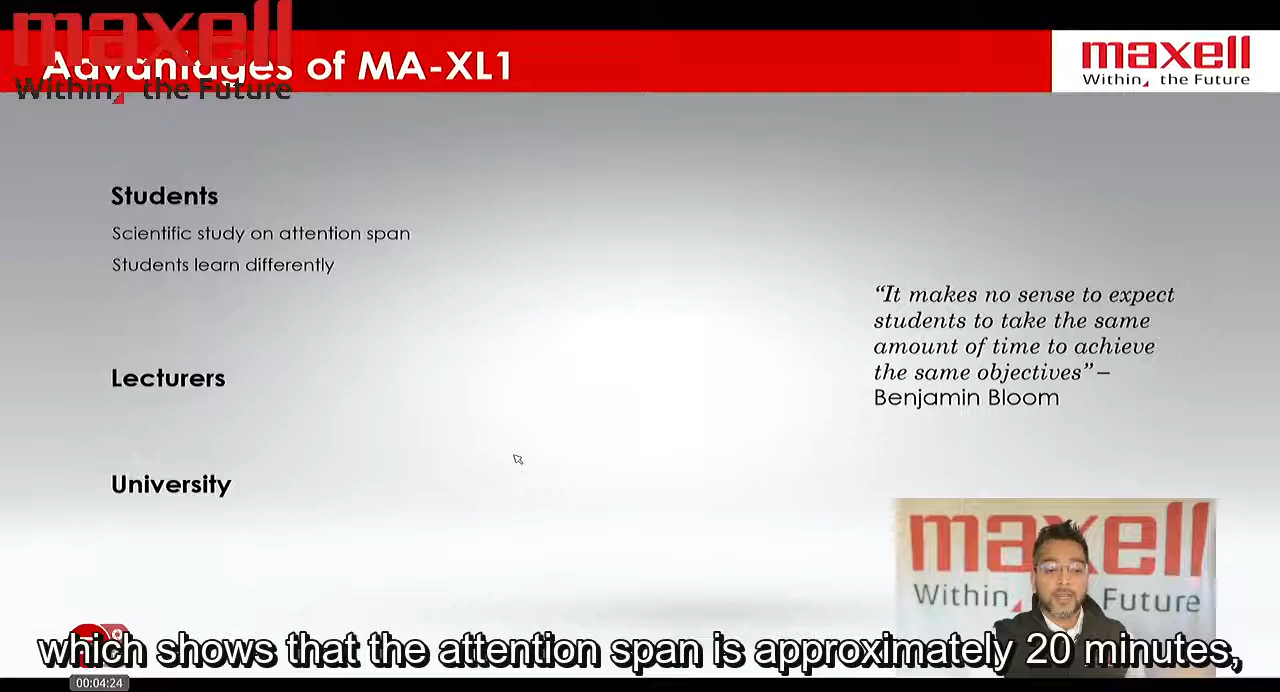 maxell
Within, the Future
Advantages of MA-XL1
maxell
Within, the Future
Students
Scientific study on attention span
Students learn differently
“It makes no sense to expect
students to take the same
amount of time to achieve
the same objectives” –
Benjamin Bloom
Lecturers
University
maxell
Within, Future
which shows that the attention span is approximately 20 minutes,
00:04:24